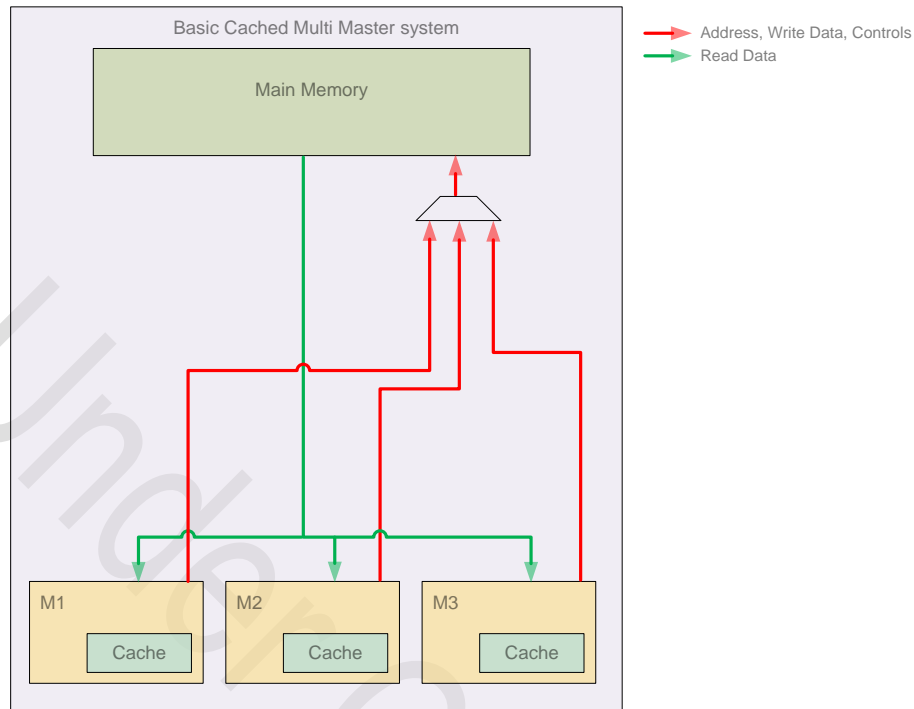 Basic Cached Multi Master system
Address, Write Data, Controls
Read Data
Main Memory
M1
M2
M3
Cache
Cache
Cache
Under